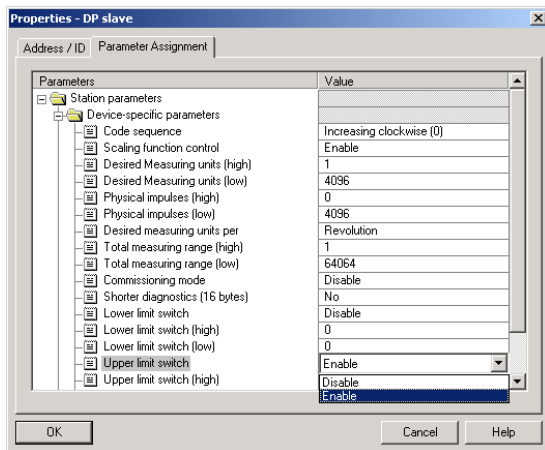 Properties - DP slave
Address / ID Parameter Assignment
Parameters Value
Station parameters
Device-specific parameters
Code sequence Increasing clockwise (0)
Scaling function control Enable
Desired Measuring units (high) 1
Desired Measuring units (low) 4096
Physical impulses (high) 0
Physical impulses (low) 4096
Desired measuring units per Revolution
Total measuring range (high) 1
Total measuring range (low) 64064
Commissioning mode Disable
Shorter diagnostics (16 bytes) No
Lower limit switch Disable
Lower limit switch (high) 0
Lower limit switch (low) 0
Upper limit switch Enable
Upper limit switch (high) Disable
Enable
OK Cancel Help